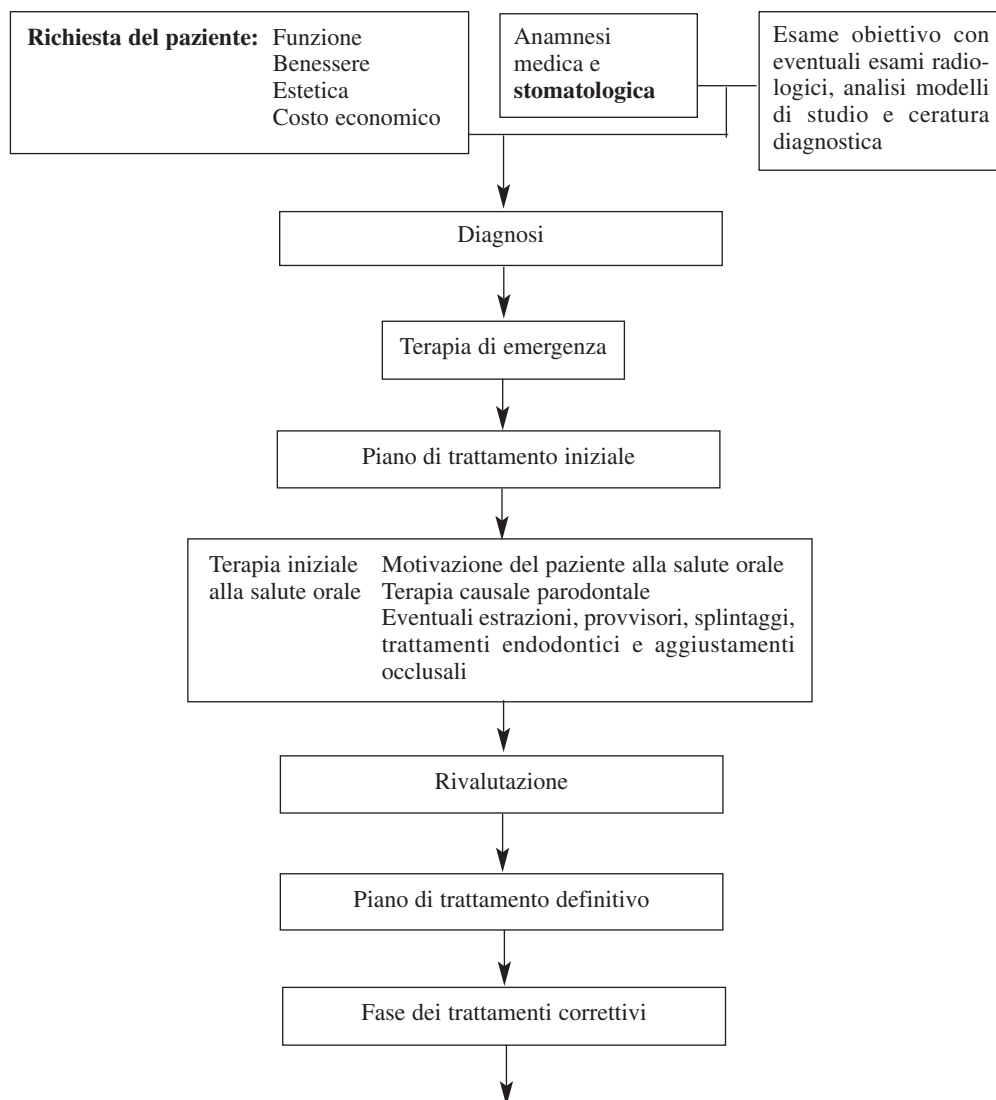 Richiesta del paziente: Funzione
Benessere
Estetica
Costo economico
Anamnesi
medica e
stomatologica
Esame obiettivo con
eventuali esami radio-
logici, analisi modelli
di studio e ceratura
diagnostica
Diagnosi
Terapia di emergenza
Piano di trattamento iniziale
Terapia iniziale
alla salute orale
Motivazione del paziente alla salute orale
Terapia causale parodontale
Eventuali estrazioni, provvisori, splintaggi,
trattamenti endodontici e aggiustamenti
occlusali
Rivalutazione
Piano di trattamento definitivo
Fase dei trattamenti correttivi